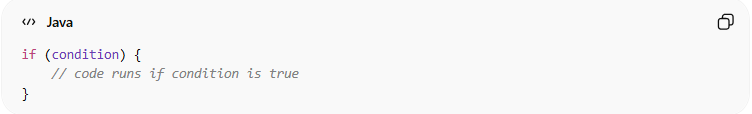 </> Java
if (condition) {
    // code runs if condition is true
}